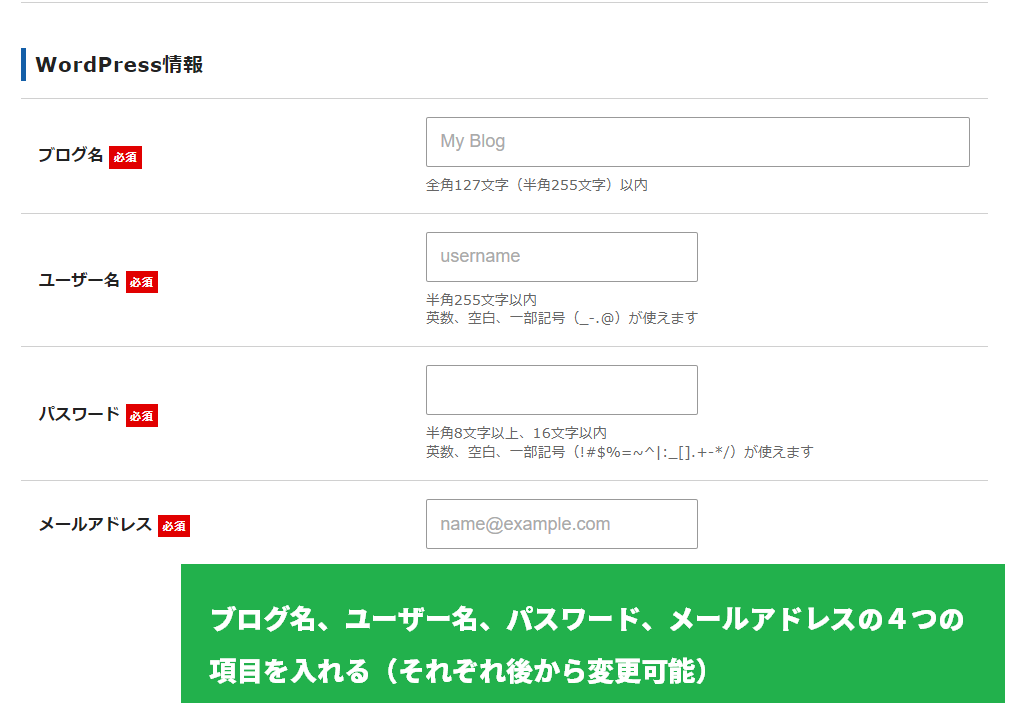 WordPress情報
ブログ名 必須
My Blog
全角127文字（半角255文字）以内
ユーザー名 必須
username
半角255文字以内
英数、空白、一部記号（_-.@）が使えます
パスワード 必須
半角8文字以上、16文字以内
英数、空白、一部記号（!#$%=~^|:_[].+-*/）が使えます
メールアドレス 必須
name@example.com
ブログ名、ユーザー名、パスワード、メールアドレスの４つの
項目を入れる（それぞれ後から変更可能）